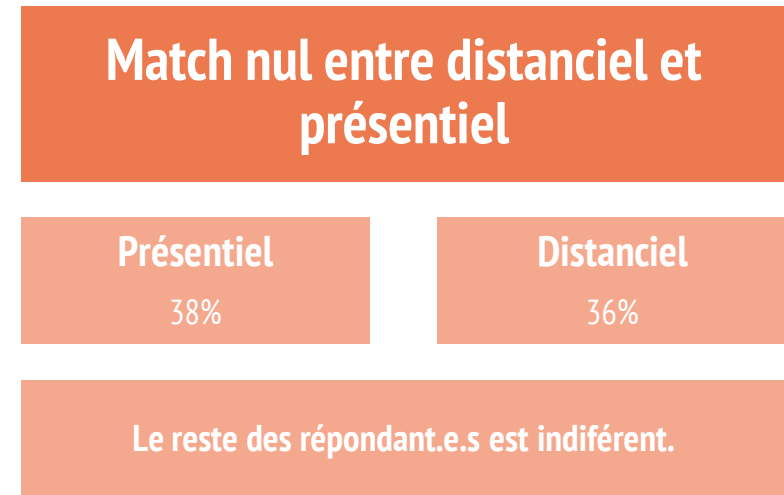 Match nul entre distanciel et
présentiel
Présentiel
Distanciel
38%
36%
Le reste des répondant.e.s est indiférent.